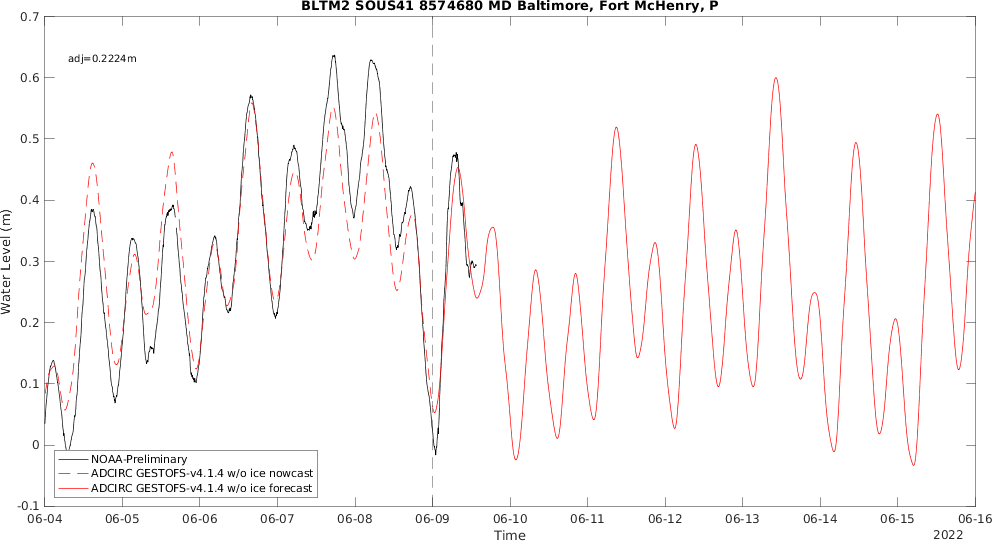 BLTM2 SOUS41 8574680 MD Baltimore, Fort McHenry, P
adj=0.2224m
Water Level (m)
0.7
0.6
0.5
0.4
0.3
0.2
0.1
0
-0.1
NOAA-Preliminary
ADCIRC GESTOFS-v4.1.4 w/o ice nowcast
ADCIRC GESTOFS-v4.1.4 w/o ice forecast
06-04 06-05 06-06 06-07 06-08 06-09 06-10 06-11 06-12 06-13 06-14 06-15 06-16
Time
2022